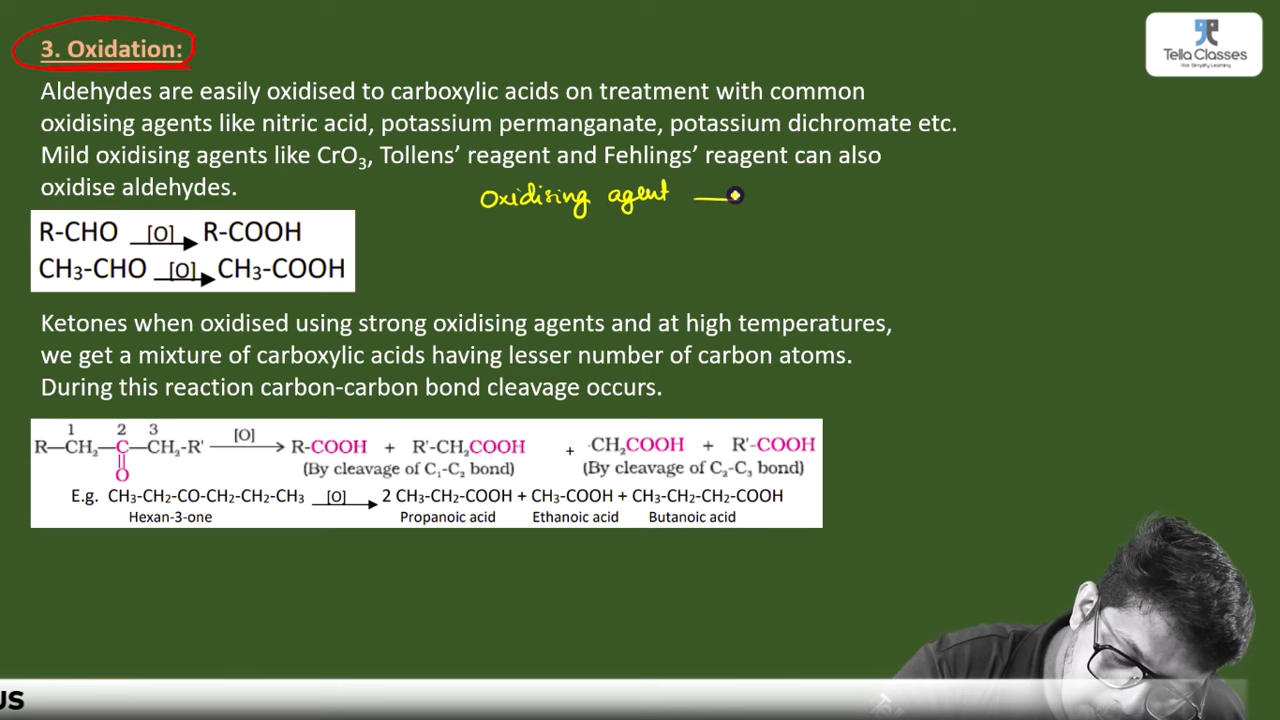 3. Oxidation:
Tella Classes
We Simplify Learning
Aldehydes are easily oxidised to carboxylic acids on treatment with common
oxidising agents like nitric acid, potassium permanganate, potassium dichromate etc.
Mild oxidising agents like CrO₃, Tollens’ reagent and Fehlings’ reagent can also
oxidise aldehydes.
Oxidising agent —
R-CHO [O] → R-COOH
CH₃-CHO [O] → CH₃-COOH
Ketones when oxidised using strong oxidising agents and at high temperatures,
we get a mixture of carboxylic acids having lesser number of carbon atoms.
During this reaction carbon-carbon bond cleavage occurs.
1 2 3
R—CH₂—C—CH₂-R' [O] → R-COOH + R'-CH₂COOH + CH₂COOH + R'-COOH
O
(By cleavage of C₁-C₂ bond) (By cleavage of C₂-C₃ bond)
E.g. CH₃-CH₂-CO-CH₂-CH₂-CH₃ [O] → 2 CH₃-CH₂-COOH + CH₃-COOH + CH₃-CH₂-CH₂-COOH
Hexan-3-one Propanoic acid Ethanoic acid Butanoic acid
US